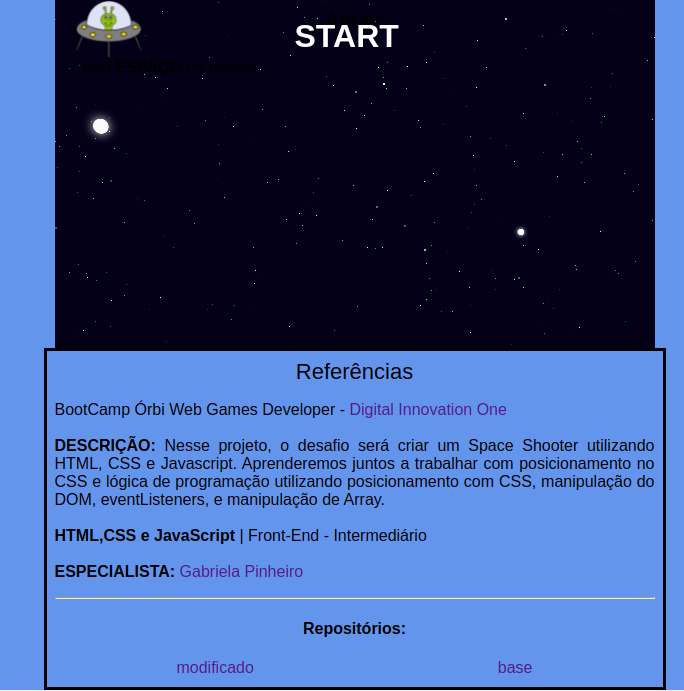 START
ESPAÇO
Referências
BootCamp Órbi Web Games Developer - Digital Innovation One
DESCRIÇÃO: Nesse projeto, o desafio será criar um Space Shooter utilizando
HTML, CSS e Javascript. Aprenderemos juntos a trabalhar com posicionamento no
CSS e lógica de programação utilizando posicionamento com CSS, manipulação do
DOM, eventListeners, e manipulação de Array.
HTML,CSS e JavaScript | Front-End - Intermediário
ESPECIALISTA: Gabriela Pinheiro
Repositórios:
modificado base